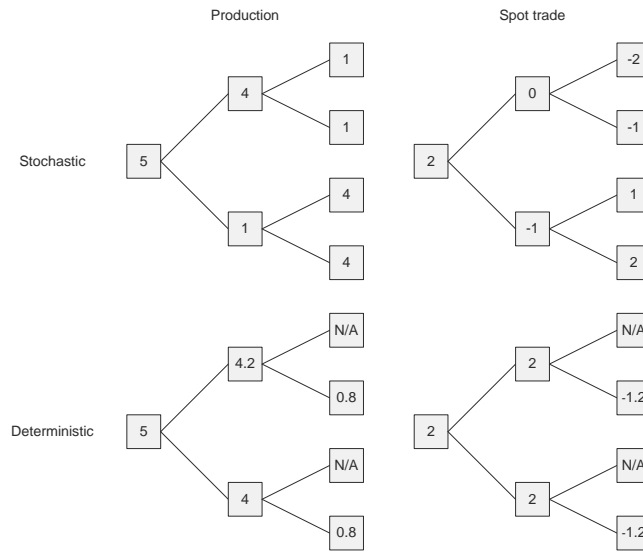 Production Spot trade
1 -2
4 0
1 -1
Stochastic 5 2
4 1
1 -1
4 2
N/A N/A
4.2 2
0.8 -1.2
Deterministic 5 2
N/A N/A
4 2
0.8 -1.2